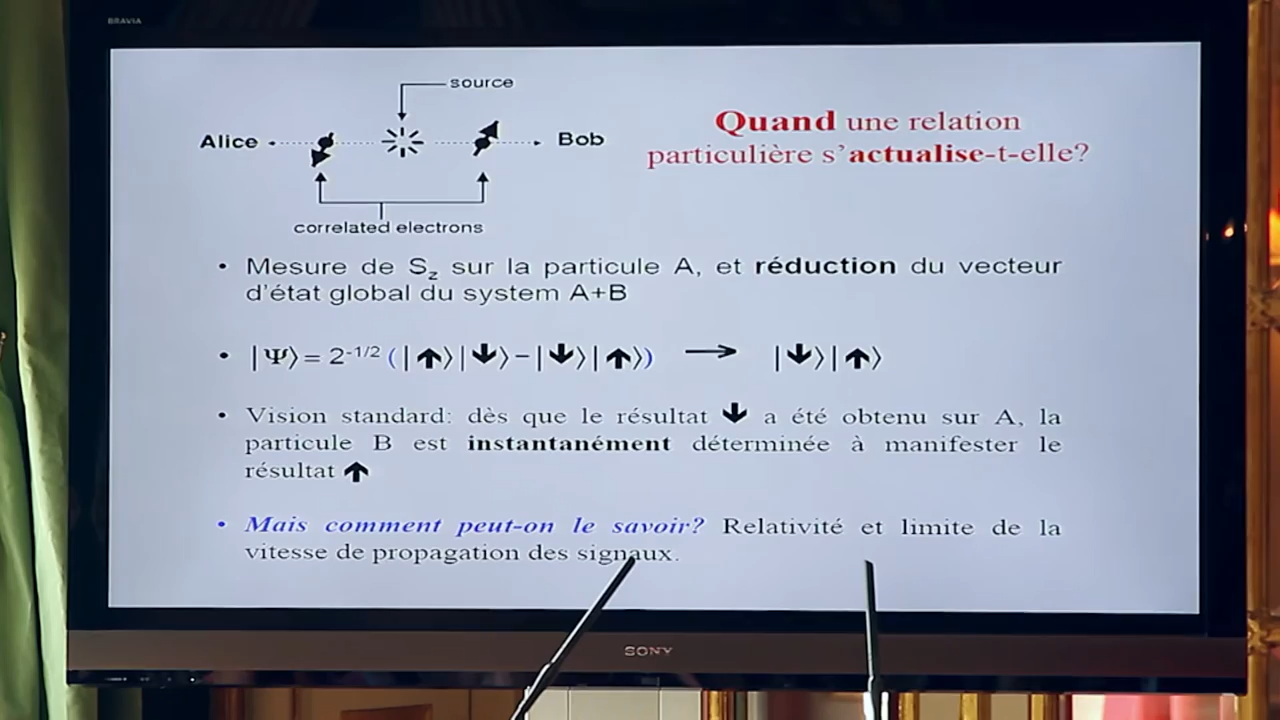 BRAVIA
source
Alice
Bob
correlated electrons
Quand une relation
particulière s'actualise-t-elle?
• Mesure de S_z sur la particule A, et réduction du vecteur
d'état global du system A+B
• |Ψ⟩ = 2^-1/2 (|🡹⟩|🡻⟩−|🡻⟩|🡹⟩) → |🡻⟩|🡹⟩
• Vision standard: dès que le résultat 🡻 a été obtenu sur A, la
particule B est instantanément déterminée à manifester le
résultat 🡹
• Mais comment peut-on le savoir? Relativité et limite de la
vitesse de propagation des signaux.
SONY